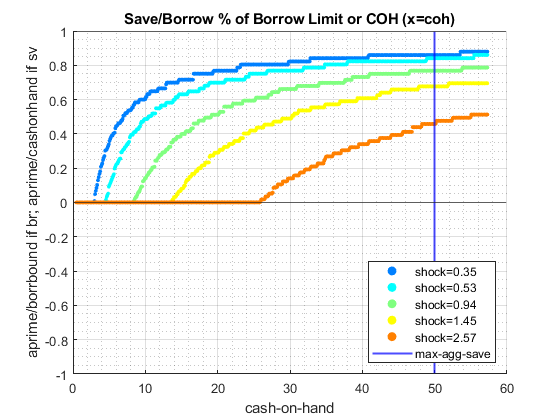 Save/Borrow % of Borrow Limit or COH (x=coh)
aprime/borrbound if br; aprime/cashonhand if sv
1
0.8
0.6
0.4
0.2
0
-0.2
-0.4
-0.6
-0.8
-1
shock=0.35
shock=0.53
shock=0.94
shock=1.45
shock=2.57
max-agg-save
0 10 20 30 40 50 60
cash-on-hand